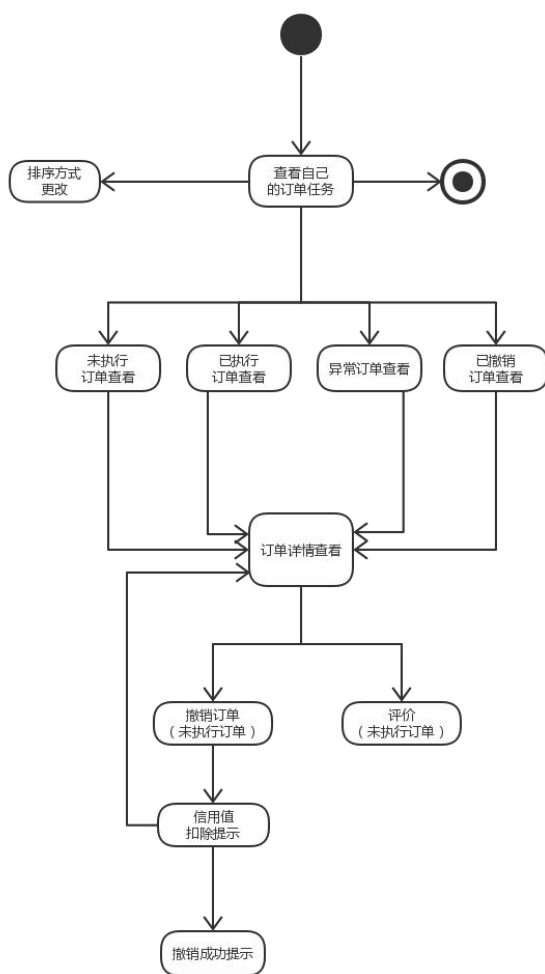 查看自己
的订单任务
排序方式
更改
未执行
订单查看
已执行
订单查看
异常订单查看
已撤销
订单查看
订单详情查看
撤销订单
（未执行订单）
评价
（未执行订单）
信用值
扣除提示
撤销成功提示